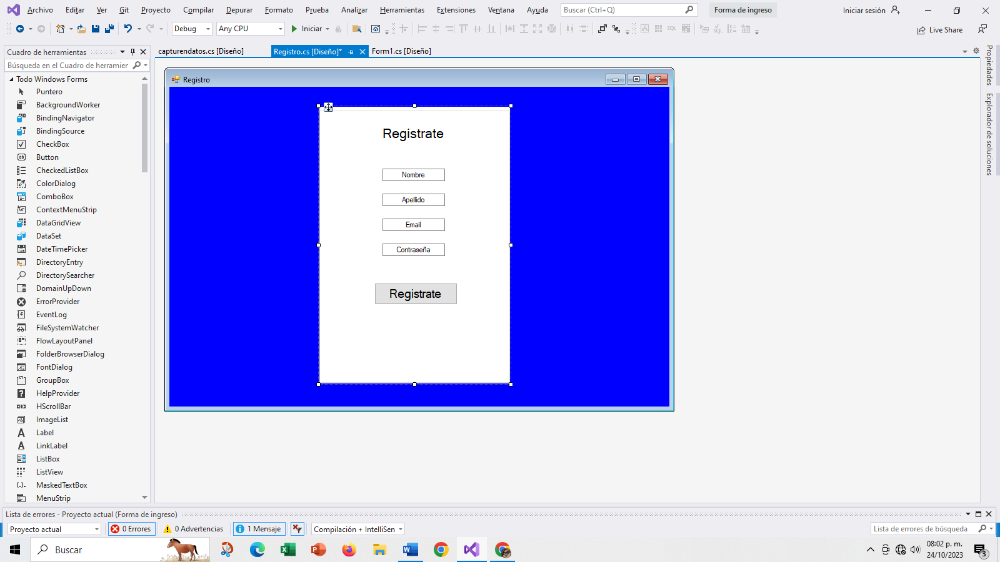 Archivo Editar Ver Git Proyecto Compilar Depurar Formato Prueba Analizar Herramientas Extensiones Ventana Ayuda Buscar (Ctrl+Q) Forma de ingreso Iniciar sesión
Debug Any CPU Iniciar SQL SQL Live Share
Cuadro de herramientas
Búsqueda en el Cuadro de herramier
Todo Windows Forms
Puntero
BackgroundWorker
BindingNavigator
BindingSource
CheckBox
Button
CheckedListBox
ColorDialog
ComboBox
ContextMenuStrip
DataGridView
DataSet
DateTimePicker
DirectoryEntry
DirectorySearcher
DomainUpDown
ErrorProvider
EventLog
FileSystemWatcher
FlowLayoutPanel
FolderBrowserDialog
FontDialog
GroupBox
HelpProvider
HScrollBar
ImageList
Label
LinkLabel
ListBox
ListView
MaskedTextBox
MenuStrip
capturendatos.cs [Diseño] Registro.cs [Diseño]* Form1.cs [Diseño]
Registro
Registrate
Nombre
Apellido
Email
Contraseña
Registrate
Propiedades
Explorador de soluciones
Lista de errores - Proyecto actual (Forma de ingreso)
Proyecto actual 0 Errores 0 Advertencias 1 Mensaje Compilación + IntelliSen Lista de errores de búsqueda
Buscar
08:02 p. m.
24/10/2023
3